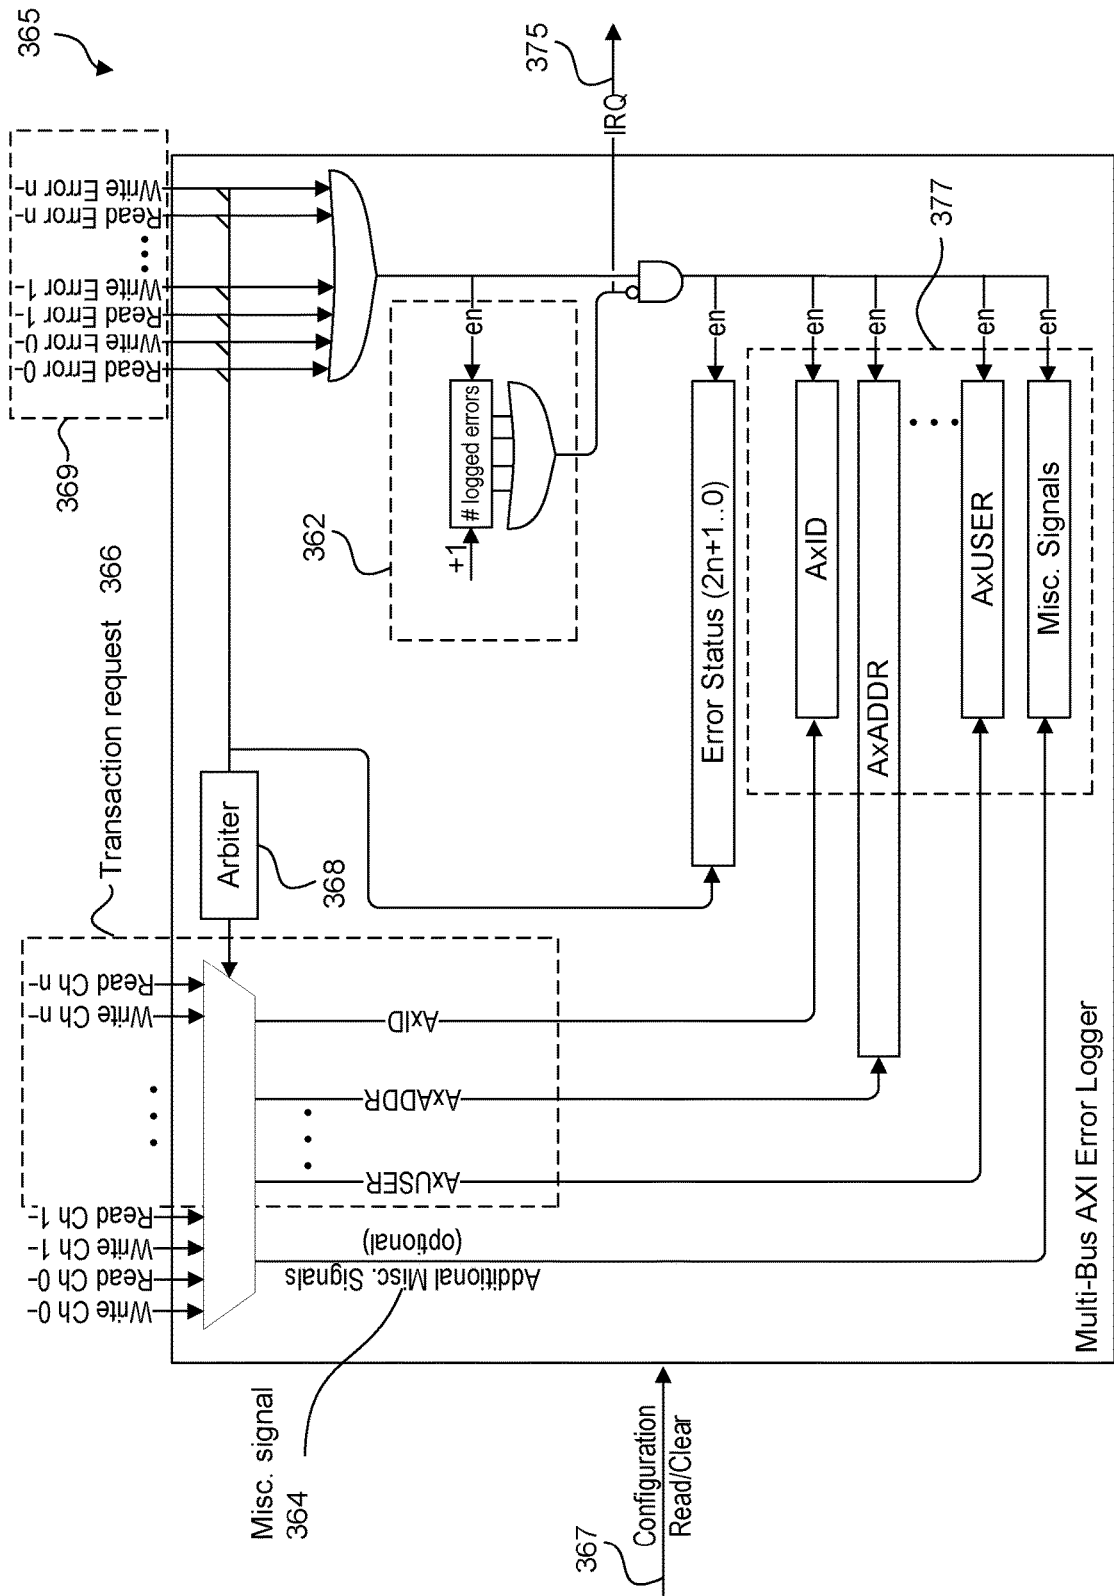 365
369
Write Error n
Read Error n
Write Error 1
Read Error 1
Write Error 0
Read Error 0
Transaction request 366
Read Ch n
Write Ch n
Read Ch 1
Write Ch 1
Read Ch 0
Write Ch 0
Arbiter
368
AxID
AxADDR
AxUSER
Additional Misc. Signals
(optional)
Misc. signal
364
362
+1
# logged errors
en
375
IRQ
377
Error Status (2n+1..0)
en
AxID
en
AxADDR
en
AxUSER
en
Misc. Signals
en
367
Configuration
Read/Clear
Multi-Bus AXI Error Logger